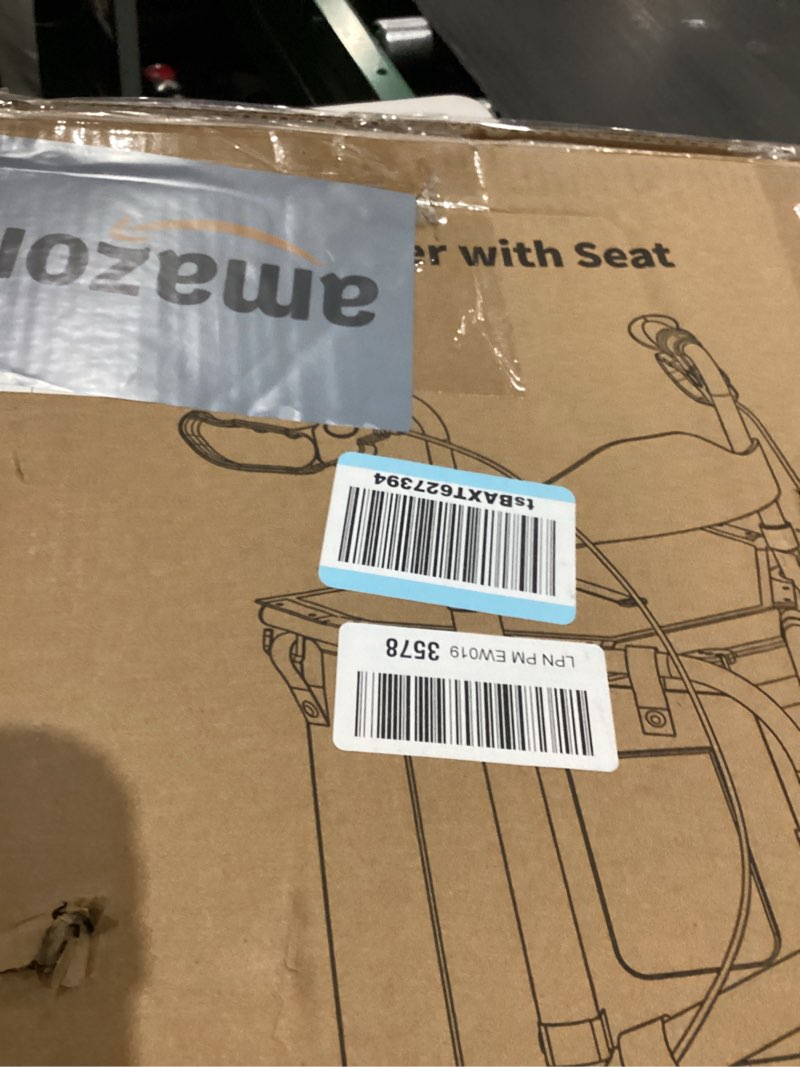 amazon
er with Seat
tsBAXT627394
LPN PM EW019 3578